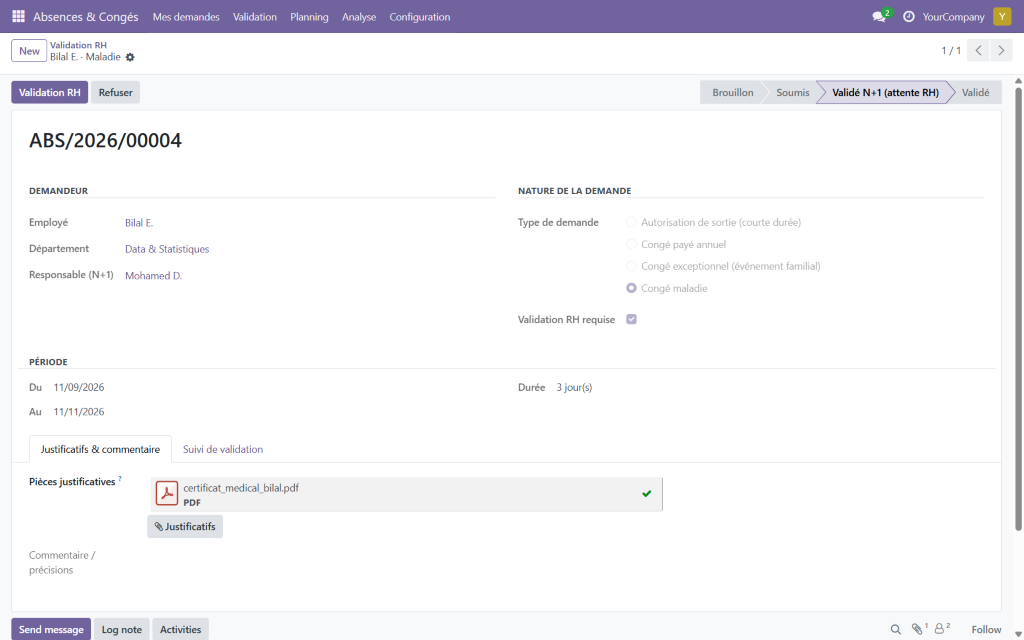 Absences & Congés Mes demandes Validation Planning Analyse Configuration 2 YourCompany Y
New Validation RH
Bilal E. - Maladie 1 / 1
Validation RH Refuser Brouillon Soumis Validé N+1 (attente RH) Validé
ABS/2026/00004
DEMANDEUR
Employé Bilal E.
Département Data & Statistiques
Responsable (N+1) Mohamed D.
NATURE DE LA DEMANDE
Type de demande Autorisation de sortie (courte durée)
Congé payé annuel
Congé exceptionnel (événement familial)
Congé maladie
Validation RH requise
PÉRIODE
Du 11/09/2026
Au 11/11/2026
Durée 3 jour(s)
Justificatifs & commentaire Suivi de validation
Pièces justificatives ?
certificat_medical_bilal.pdf
PDF
Justificatifs
Commentaire /
précisions
Send message Log note Activities 1 2 Follow